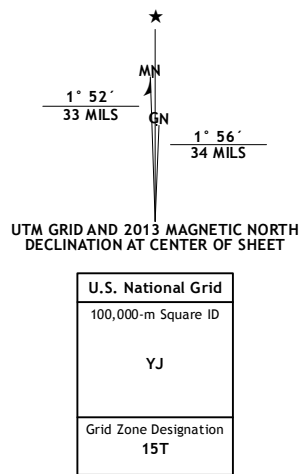 ★
MN
1° 52´
33 MILS
GN
1° 56´
34 MILS
UTM GRID AND 2013 MAGNETIC NORTH
DECLINATION AT CENTER OF SHEET
U.S. National Grid
100,000-m Square ID
YJ
Grid Zone Designation
15T